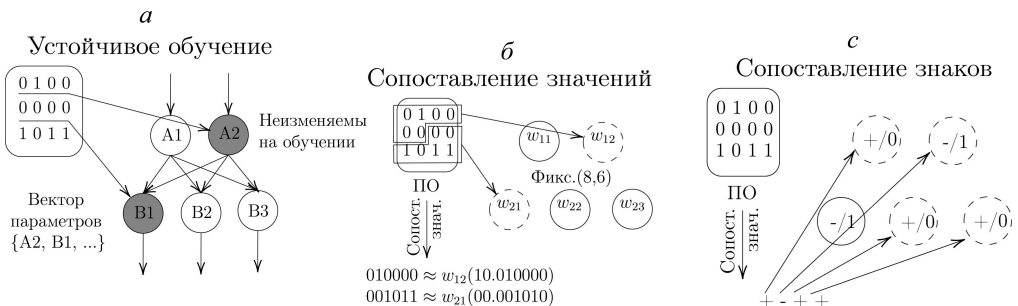 а
Устойчивое обучение
0 1 0 0
0 0 0 0
1 0 1 1
A1
A2
Неизменяемы
на обучении
Вектор
параметров
{A2, B1, ...}
B1
B2
B3
б
Сопоставление значений
0 1 0 0
0 0 0 0
1 0 1 1
w11
w12
Фикс.(8,6)
ПО
w21
w22
w23
Сопост.
знач.
010000 ≈ w12(10.010000)
001011 ≈ w21(00.001010)
с
Сопоставление знаков
0 1 0 0
0 0 0 0
1 0 1 1
+/0
-/1
ПО
-/1
+/0
+/0
Сопост.
знач.
+ - + +